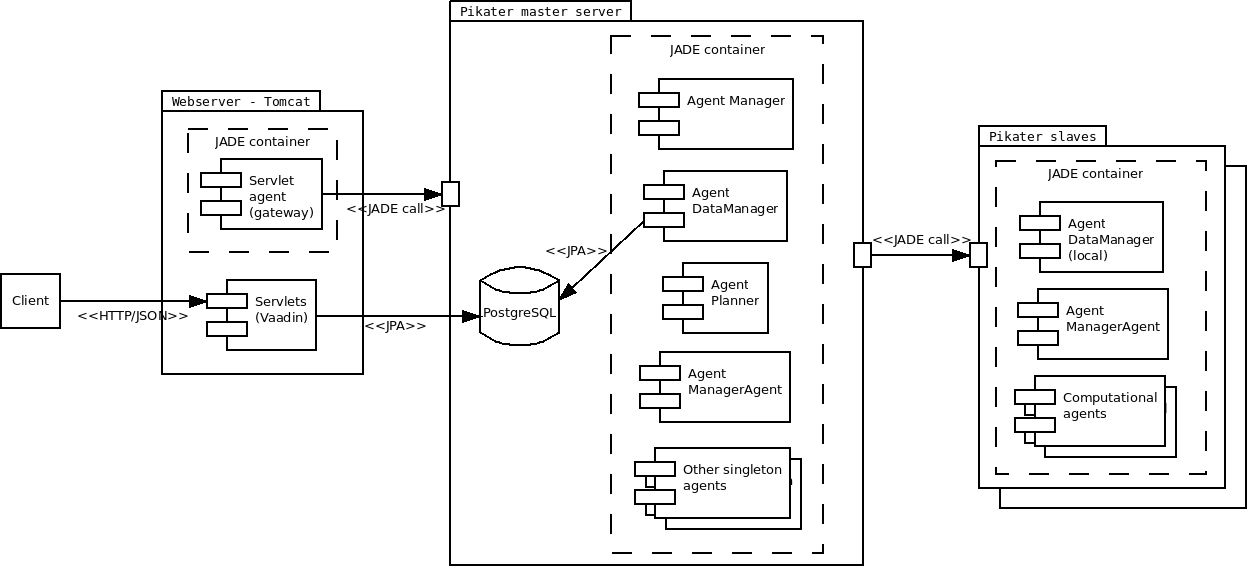 Pikater master server
JADE container
Agent Manager
Webserver - Tomcat
JADE container
Servlet
agent
(gateway)
<<JADE call>>
Agent
DataManager
<<JPA>>
Pikater slaves
JADE container
Agent
DataManager
(local)
<<JADE call>>
Client
<<HTTP/JSON>>
Servlets
(Vaadin)
<<JPA>>
PostgreSQL
Agent
Planner
Agent
ManagerAgent
Agent
ManagerAgent
Other singleton
agents
Computational
agents